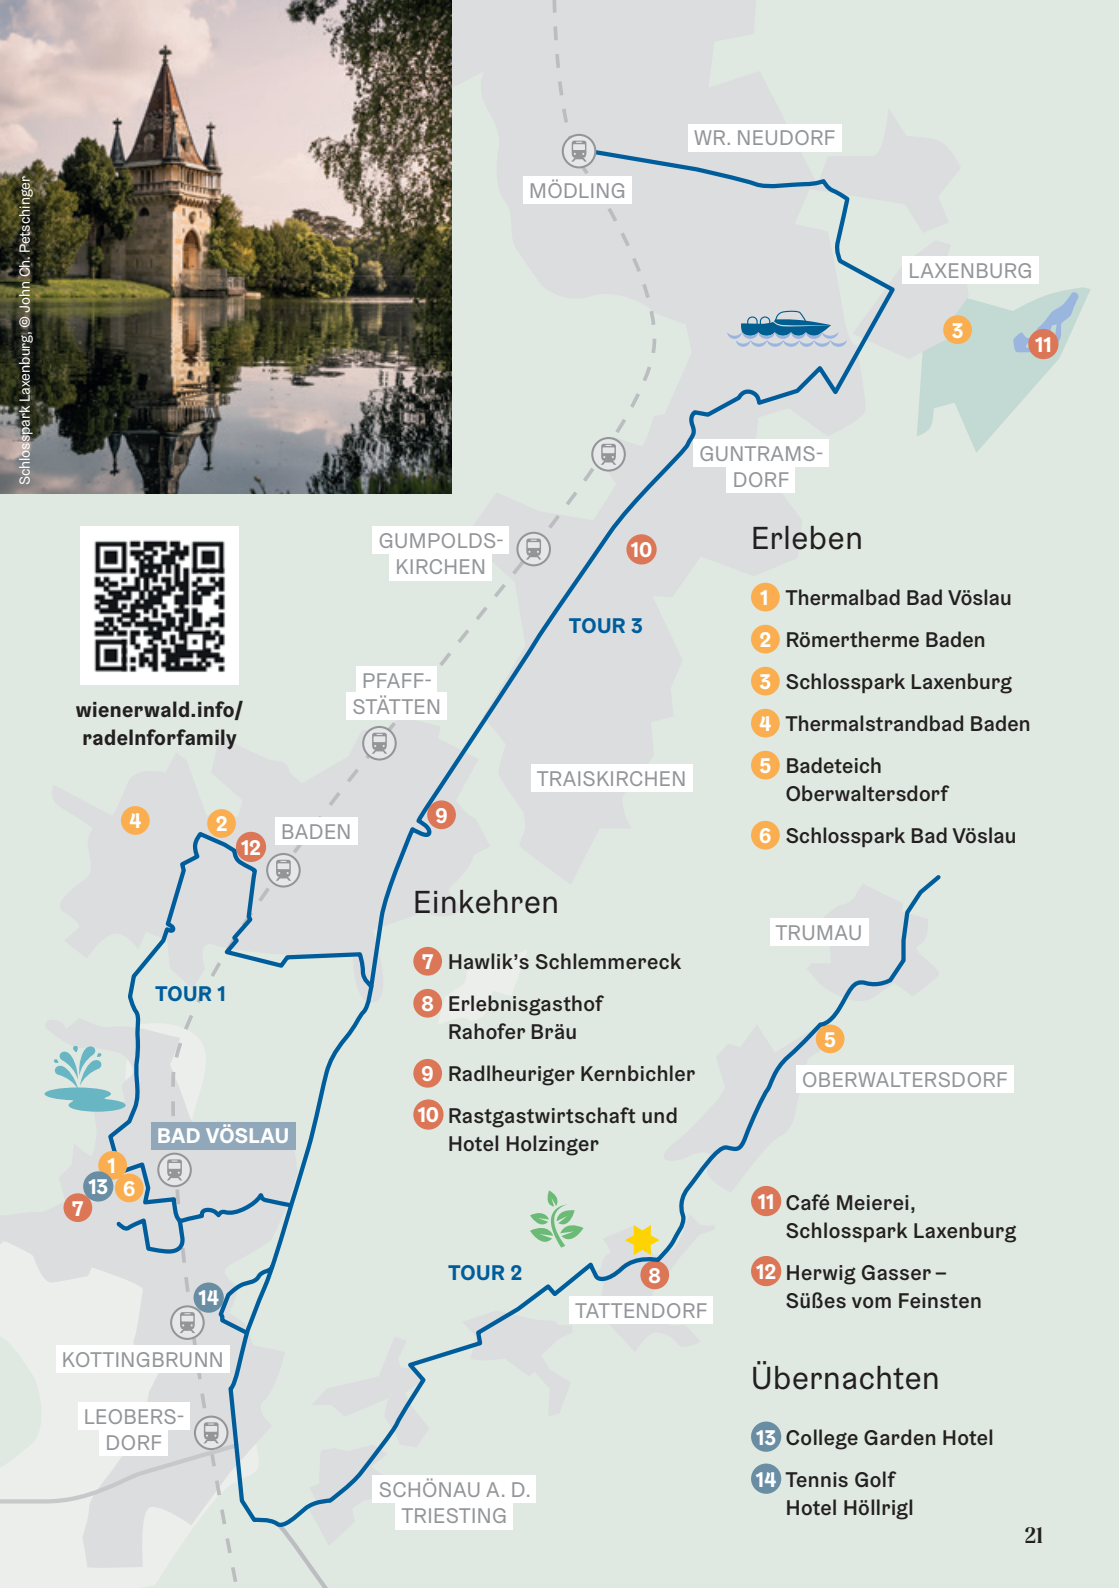 Schlosspark Laxenburg, © John Ch. Petschinger
WR. NEUDORF
MÖDLING
LAXENBURG
3
11
GUNTRAMS-
DORF
GUMPOLDS-
KIRCHEN
10
TOUR 3
wienerwald.info/
radelnforfamily
PFAFF-
STÄTTEN
TRAISKIRCHEN
4
2
12
BADEN
9
Erleben
1 Thermalbad Bad Vöslau
2 Römertherme Baden
3 Schlosspark Laxenburg
4 Thermalstrandbad Baden
5 Badeteich
Oberwaltersdorf
6 Schlosspark Bad Vöslau
Einkehren
7 Hawlik's Schlemmereck
8 Erlebnisgasthof
Rahofer Bräu
9 Radlheuriger Kernbichler
10 Rastgastwirtschaft und
Hotel Holzinger
TRUMAU
TOUR 1
5
OBERWALTERSDORF
BAD VÖSLAU
1
13
6
7
11 Café Meierei,
Schlosspark Laxenburg
12 Herwig Gasser –
Süßes vom Feinsten
TOUR 2
8
TATTENDORF
14
KOTTINGBRUNN
LEOBERS-
DORF
SCHÖNAU A. D.
TRIESTING
Übernachten
13 College Garden Hotel
14 Tennis Golf
Hotel Höllrigl
21